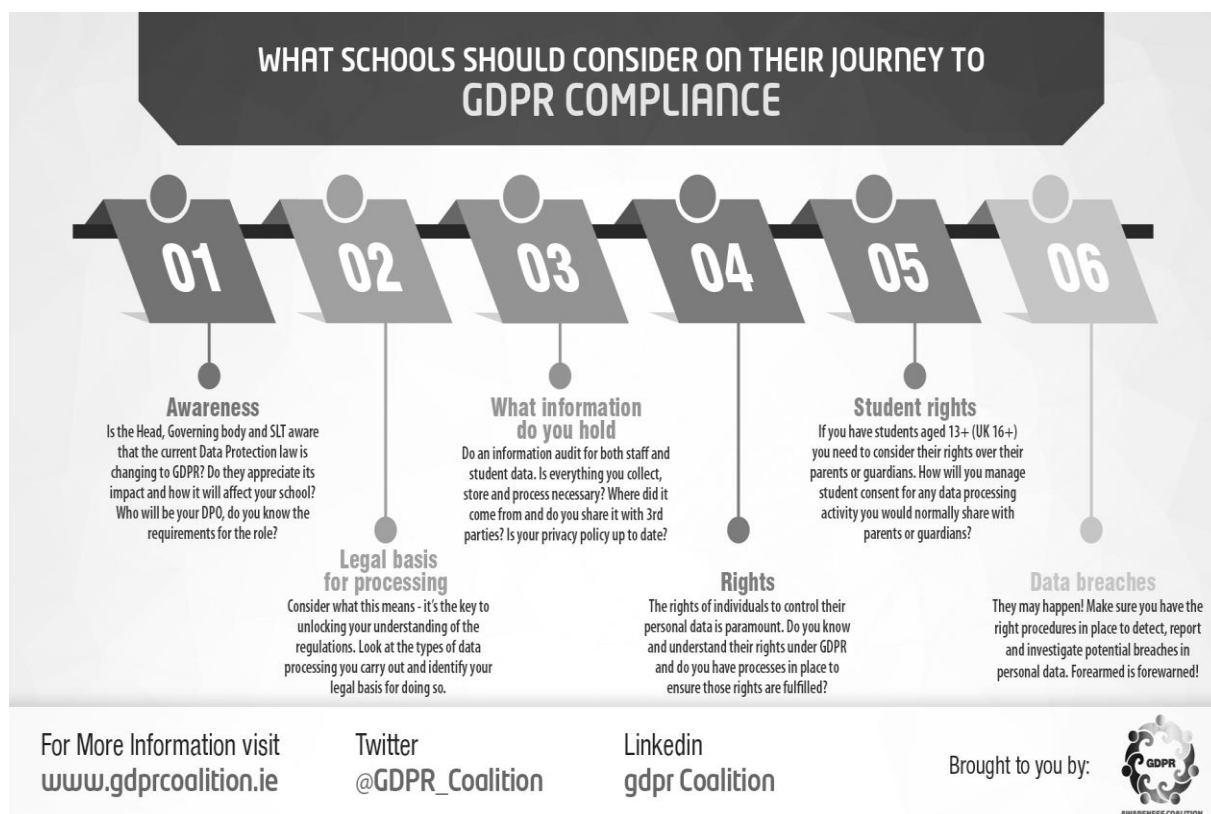 WHAT SCHOOLS SHOULD CONSIDER ON THEIR JOURNEY TO
GDPR COMPLIANCE
01
02
03
04
05
06
Awareness
Is the Head, Governing body and SLT aware
that the current Data Protection law is
changing to GDPR? Do they appreciate its
impact and how it will affect your school?
Who will be your DPO, do you know the
requirements for the role?
Legal basis
for processing
Consider what this means - it's the key to
unlocking your understanding of the
regulations. Look at the types of data
processing you carry out and identify your
legal basis for doing so.
What information
do you hold
Do an information audit for both staff and
student data. Is everything you collect,
store and process necessary? Where did it
come from and do you share it with 3rd
parties? Is your privacy policy up to date?
Rights
The rights of individuals to control their
personal data is paramount. Do you know
and understand their rights under GDPR
and do you have processes in place to
ensure those rights are fulfilled?
Student rights
If you have students aged 13+ (UK 16+)
you need to consider their rights over their
parents or guardians. How will you manage
student consent for any data processing
activity you would normally share with
parents or guardians?
Data breaches
They may happen! Make sure you have the
right procedures in place to detect, report
and investigate potential breaches in
personal data. Forearmed is forewarned!
For More Information visit
www.gdprcoalition.ie
Twitter
@GDPR_Coalition
Linkedin
gdpr Coalition
Brought to you by:
GDPR
AWARENESS COALITION